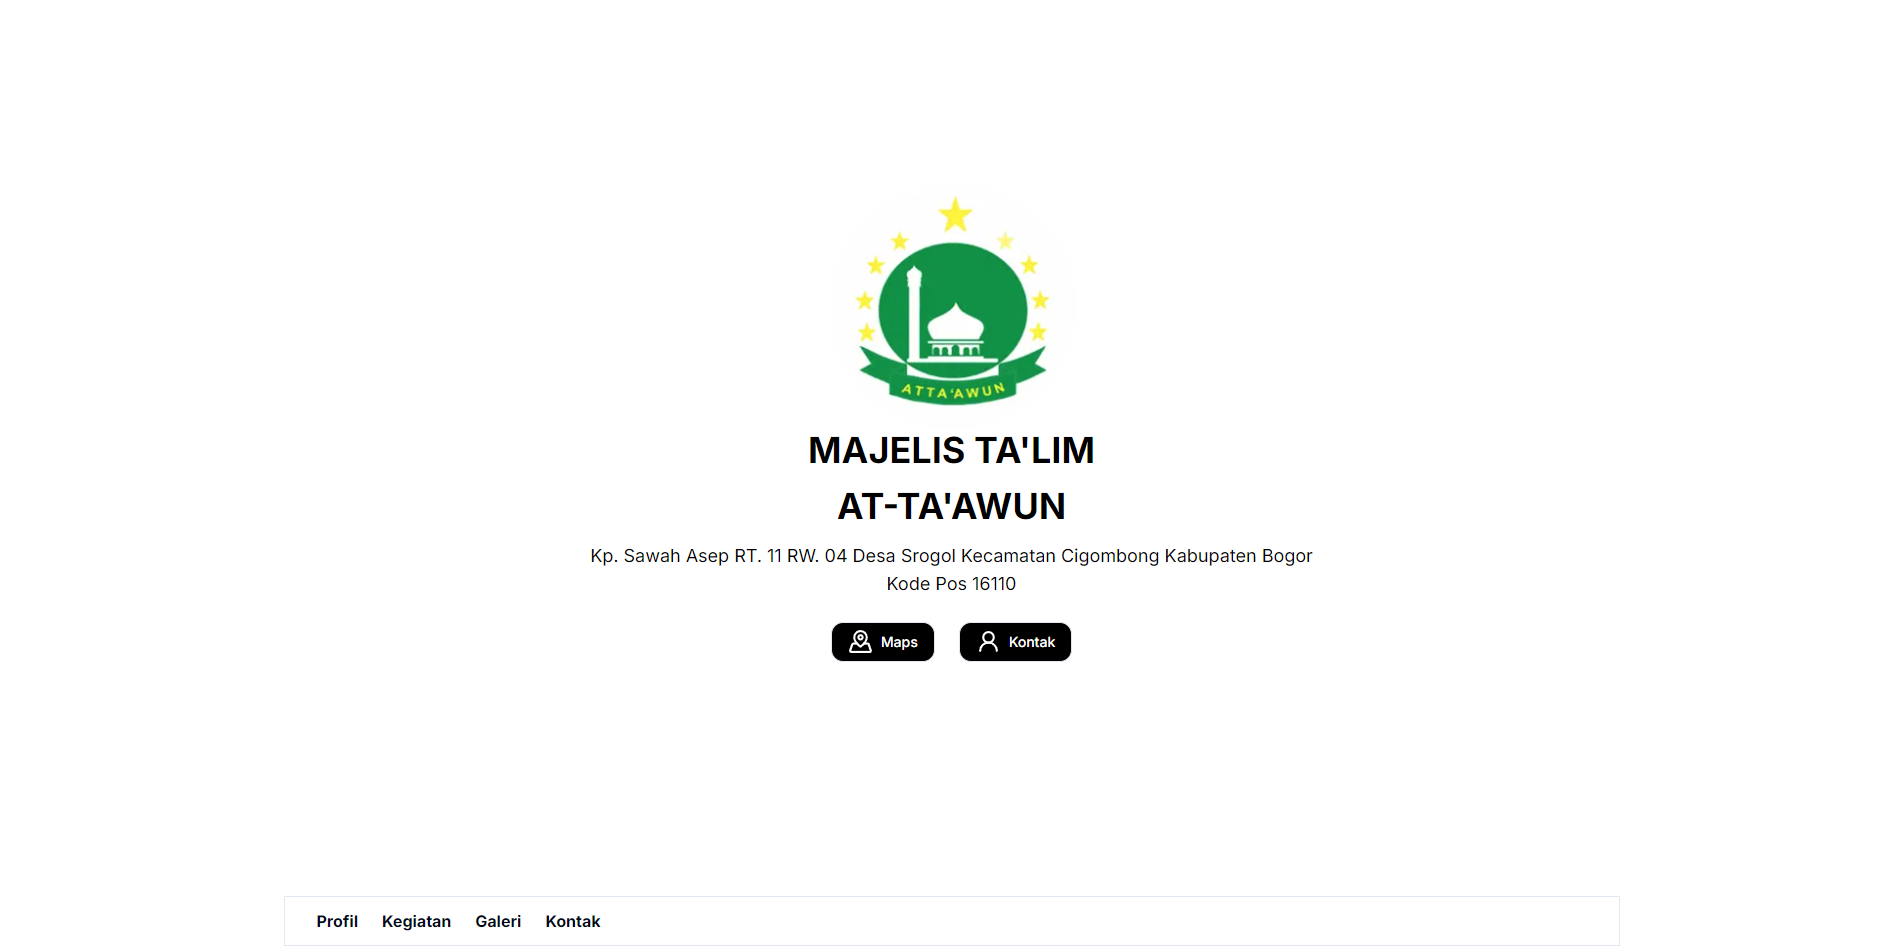 ATTA'AWUN
MAJELIS TA'LIM
AT-TA'AWUN
Kp. Sawah Asep RT. 11 RW. 04 Desa Srogol Kecamatan Cigombong Kabupaten Bogor
Kode Pos 16110
Maps Kontak
Profil Kegiatan Galeri Kontak